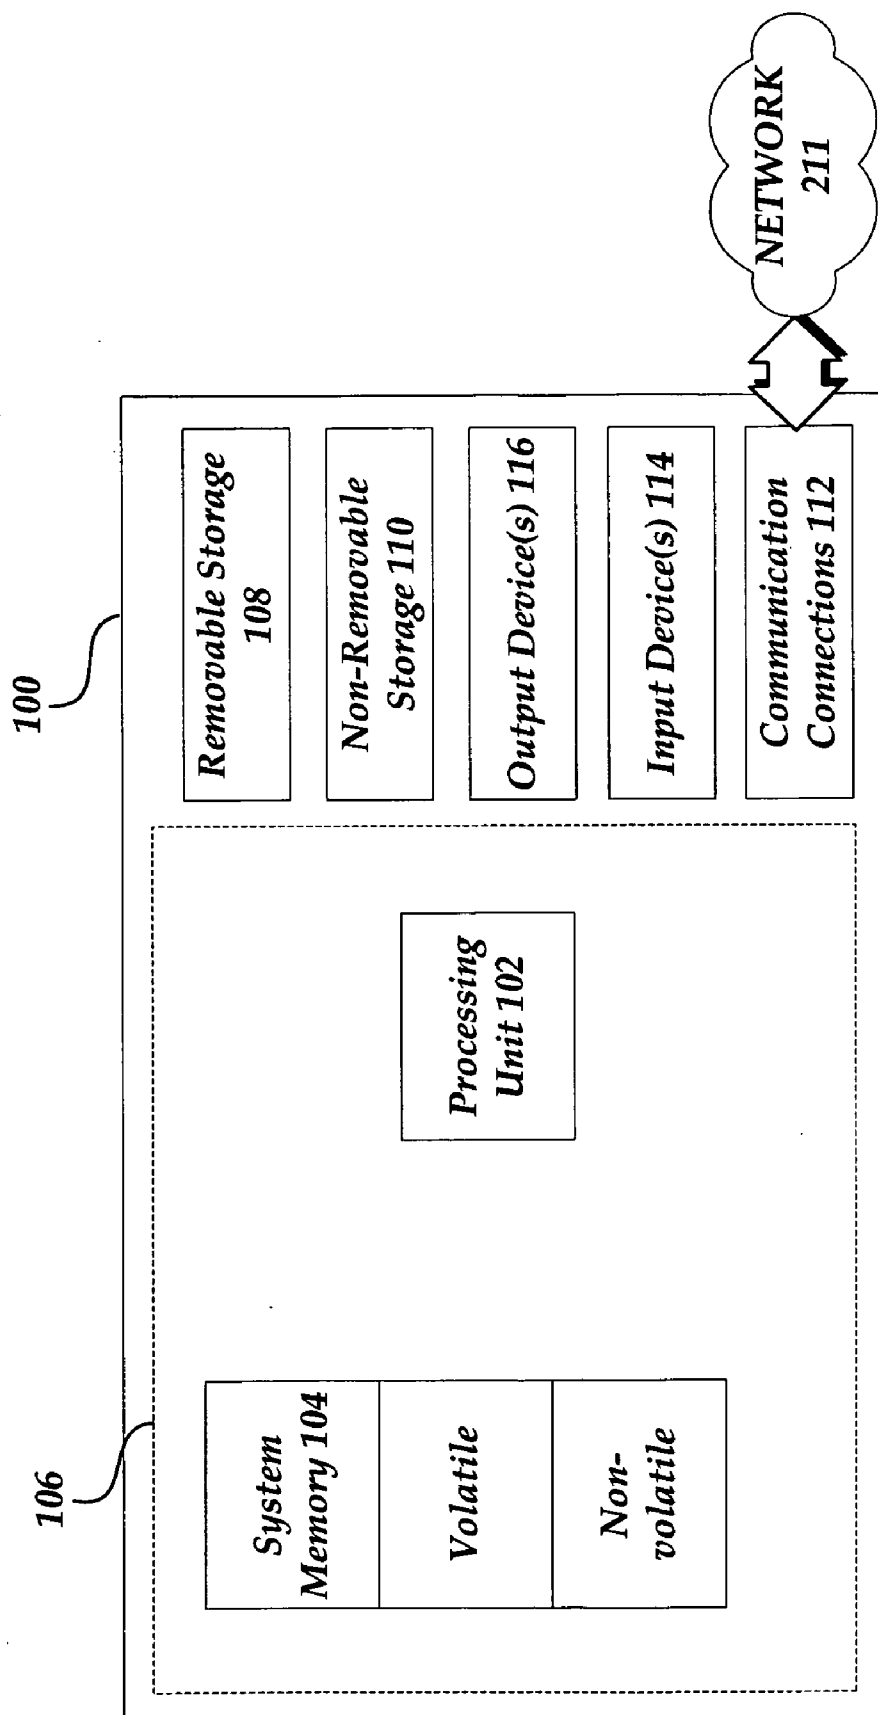 100
106
System
Memory 104
Volatile
Non-
volatile
Processing
Unit 102
Removable Storage
108
Non-Removable
Storage 110
Output Device(s) 116
Input Device(s) 114
Communication
Connections 112
NETWORK
211